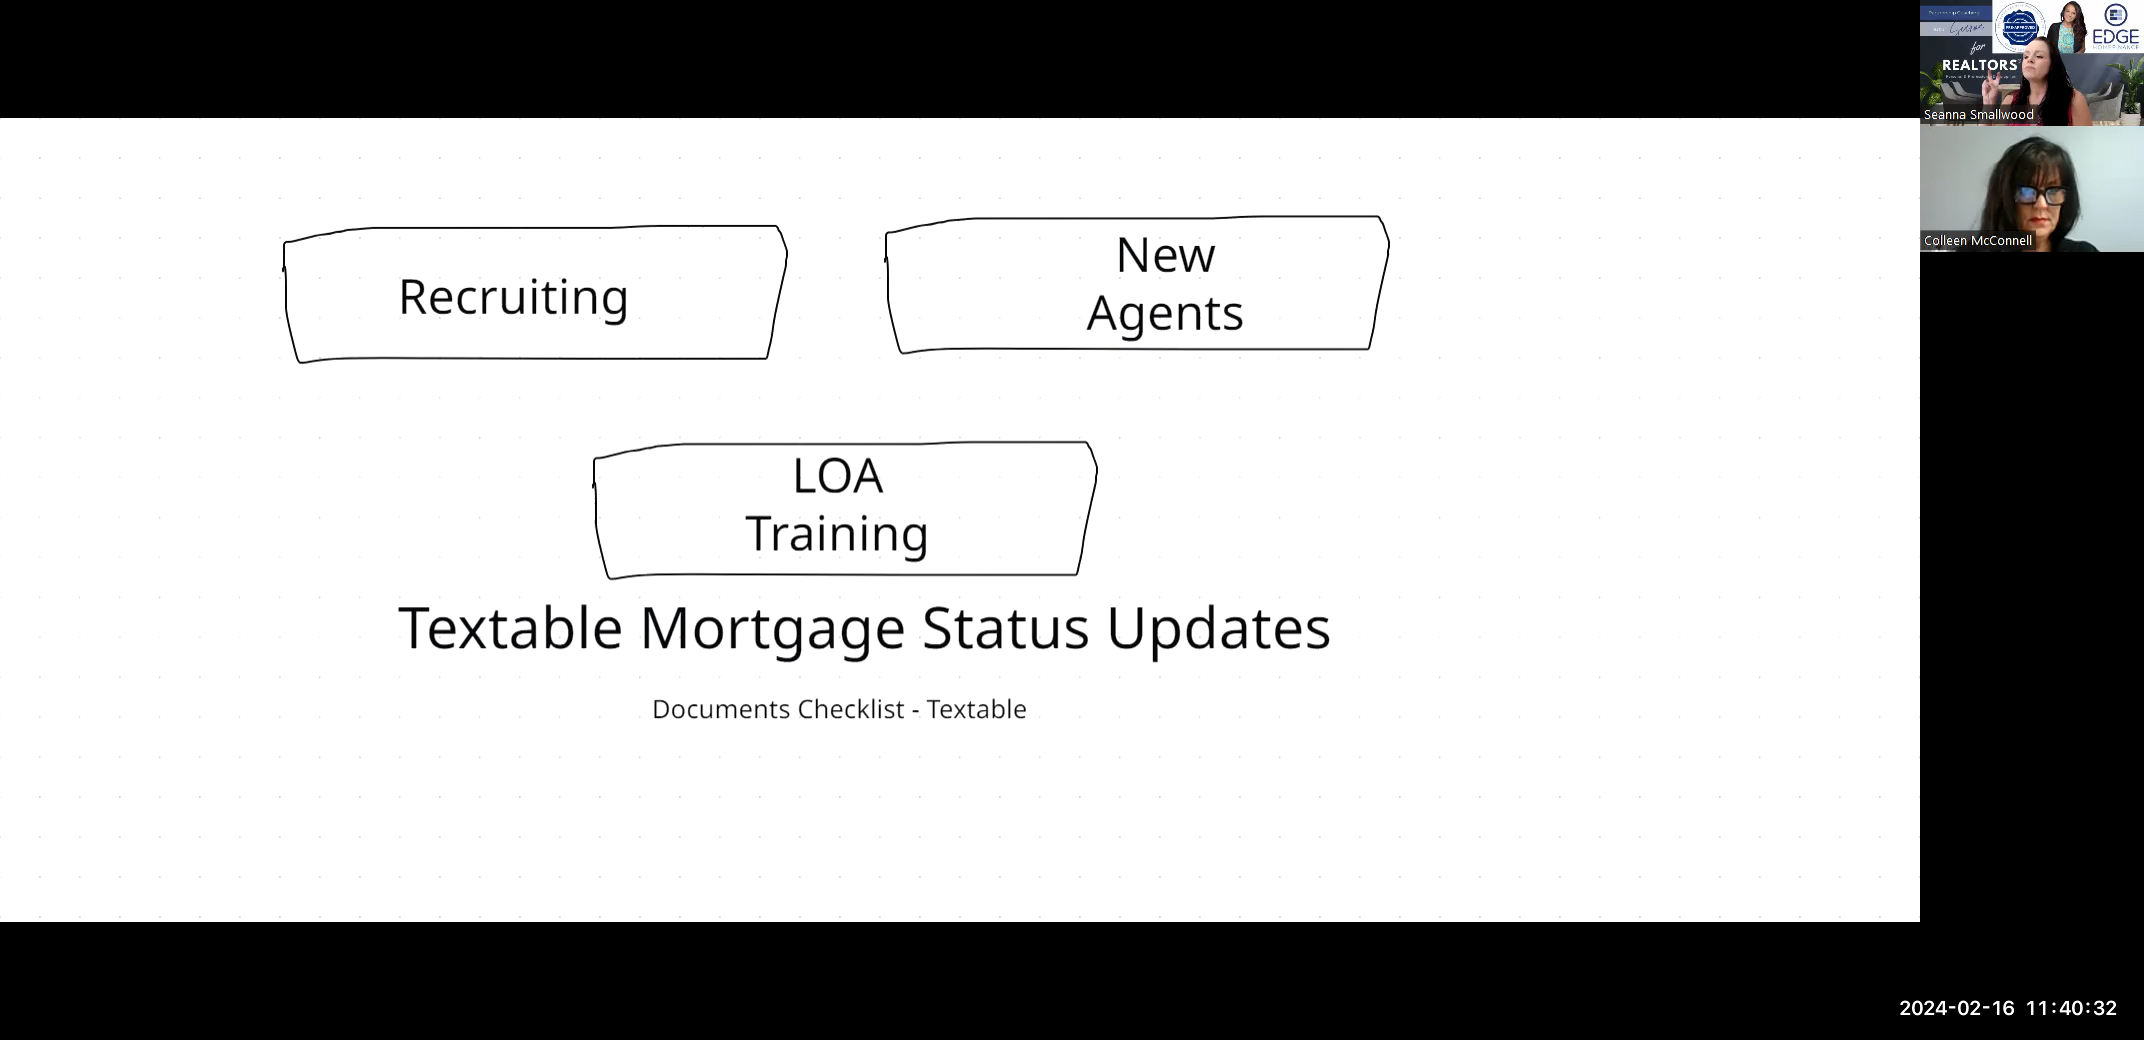 Recruiting
New
Agents
LOA
Training
Textable Mortgage Status Updates
Documents Checklist - Textable
for
REALTORS
EDGE
Seanna Smallwood
Colleen McConnell
2024-02-16 11:40:32